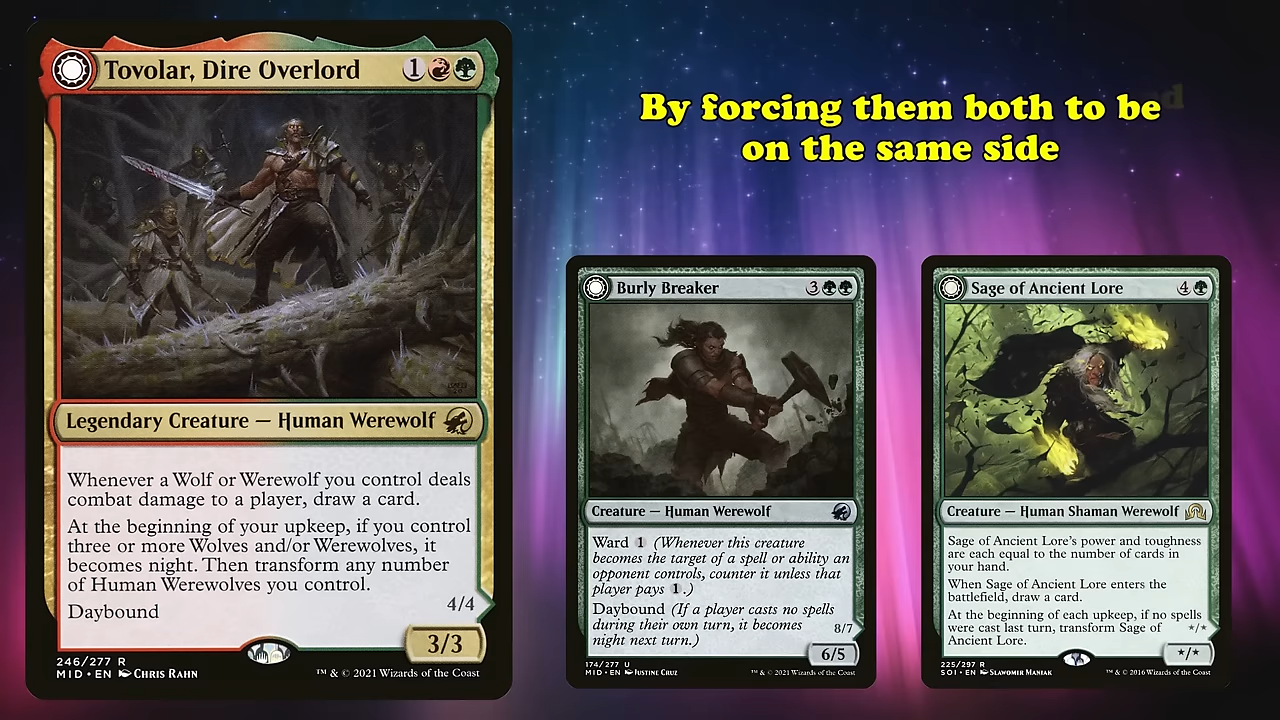 Tovolar, Dire Overlord 1
By forcing them both to be
on the same side
Legendary Creature — Human Werewolf
Whenever a Wolf or Werewolf you control deals
combat damage to a player, draw a card.
At the beginning of your upkeep, if you control
three or more Wolves and/or Werewolves, it
becomes night. Then transform any number
of Human Werewolves you control.
Daybound
4/4
3/3
246/277 R
MID • EN Chris Rahn
™ & © 2021 Wizards of the Coast
Burly Breaker 3
Creature — Human Werewolf
Ward 1 (Whenever this creature
becomes the target of a spell or ability an
opponent controls, counter it unless that
player pays 1.)
Daybound (If a player casts no spells
during their own turn, it becomes
night next turn.)
8/7
6/5
174/277 U
MID • EN Justine Cruz
™ & © 2021 Wizards of the Coast
Sage of Ancient Lore 4
Creature — Human Shaman Werewolf
Sage of Ancient Lore's power and toughness
are each equal to the number of cards in
your hand.
When Sage of Ancient Lore enters the
battlefield, draw a card.
At the beginning of each upkeep, if no spells
were cast last turn, transform Sage of
Ancient Lore.
*/*
*/*
225/297 R
SOI • EN Slawomir Maniak
™ & © 2016 Wizards of the Coast